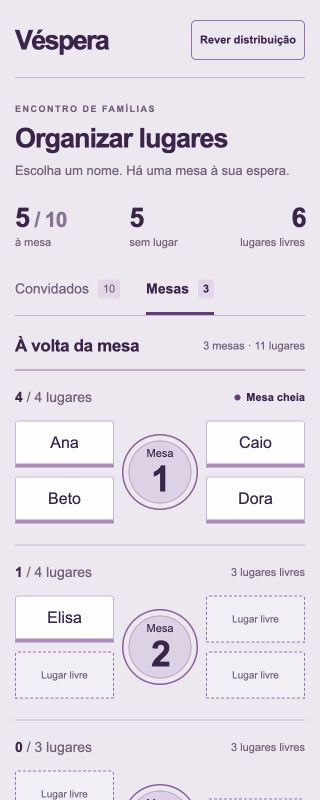 Véspera
Rever distribuição
ENCONTRO DE FAMÍLIAS
Organizar lugares
Escolha um nome. Há uma mesa à sua espera.
5 / 10
à mesa
5
sem lugar
6
lugares livres
Convidados 10
Mesas 3
À volta da mesa
3 mesas · 11 lugares
4 / 4 lugares
Mesa cheia
Ana
Beto
Mesa
1
Caio
Dora
1 / 4 lugares
3 lugares livres
Elisa
Lugar livre
Mesa
2
Lugar livre
Lugar livre
0 / 3 lugares
3 lugares livres
Lugar livre